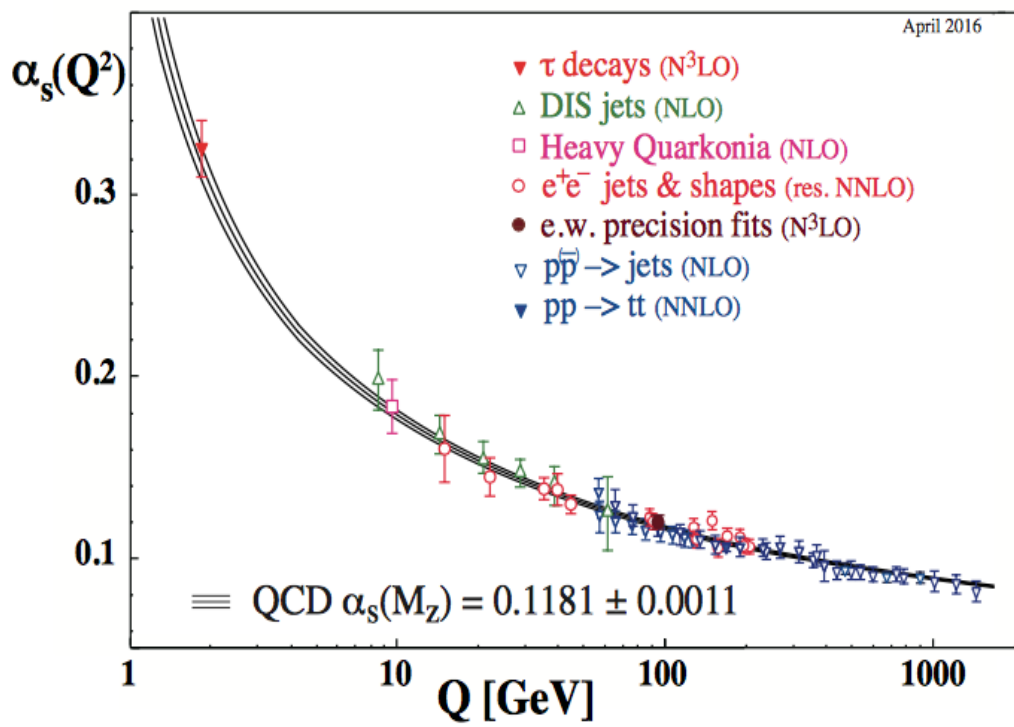 April 2016
αs(Q²)
τ decays (N³LO)
DIS jets (NLO)
Heavy Quarkonia (NLO)
e⁺e⁻ jets & shapes (res. NNLO)
e.w. precision fits (N³LO)
pp̅ –> jets (NLO)
pp –> tt (NNLO)
0.3
0.2
0.1
QCD αs(Mz) = 0.1181 ± 0.0011
1 10 100 1000
Q [GeV]